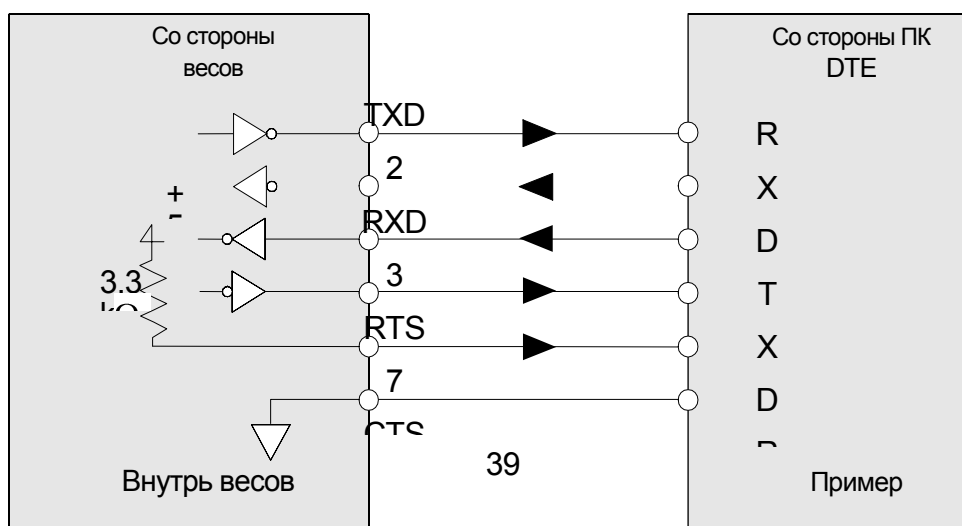 Со стороны
весов
TXD
2
RXD
3
RTS
7
+
3.3
39
Внутрь весов
Со стороны ПК
DTE
R
X
D
T
X
D
Пример